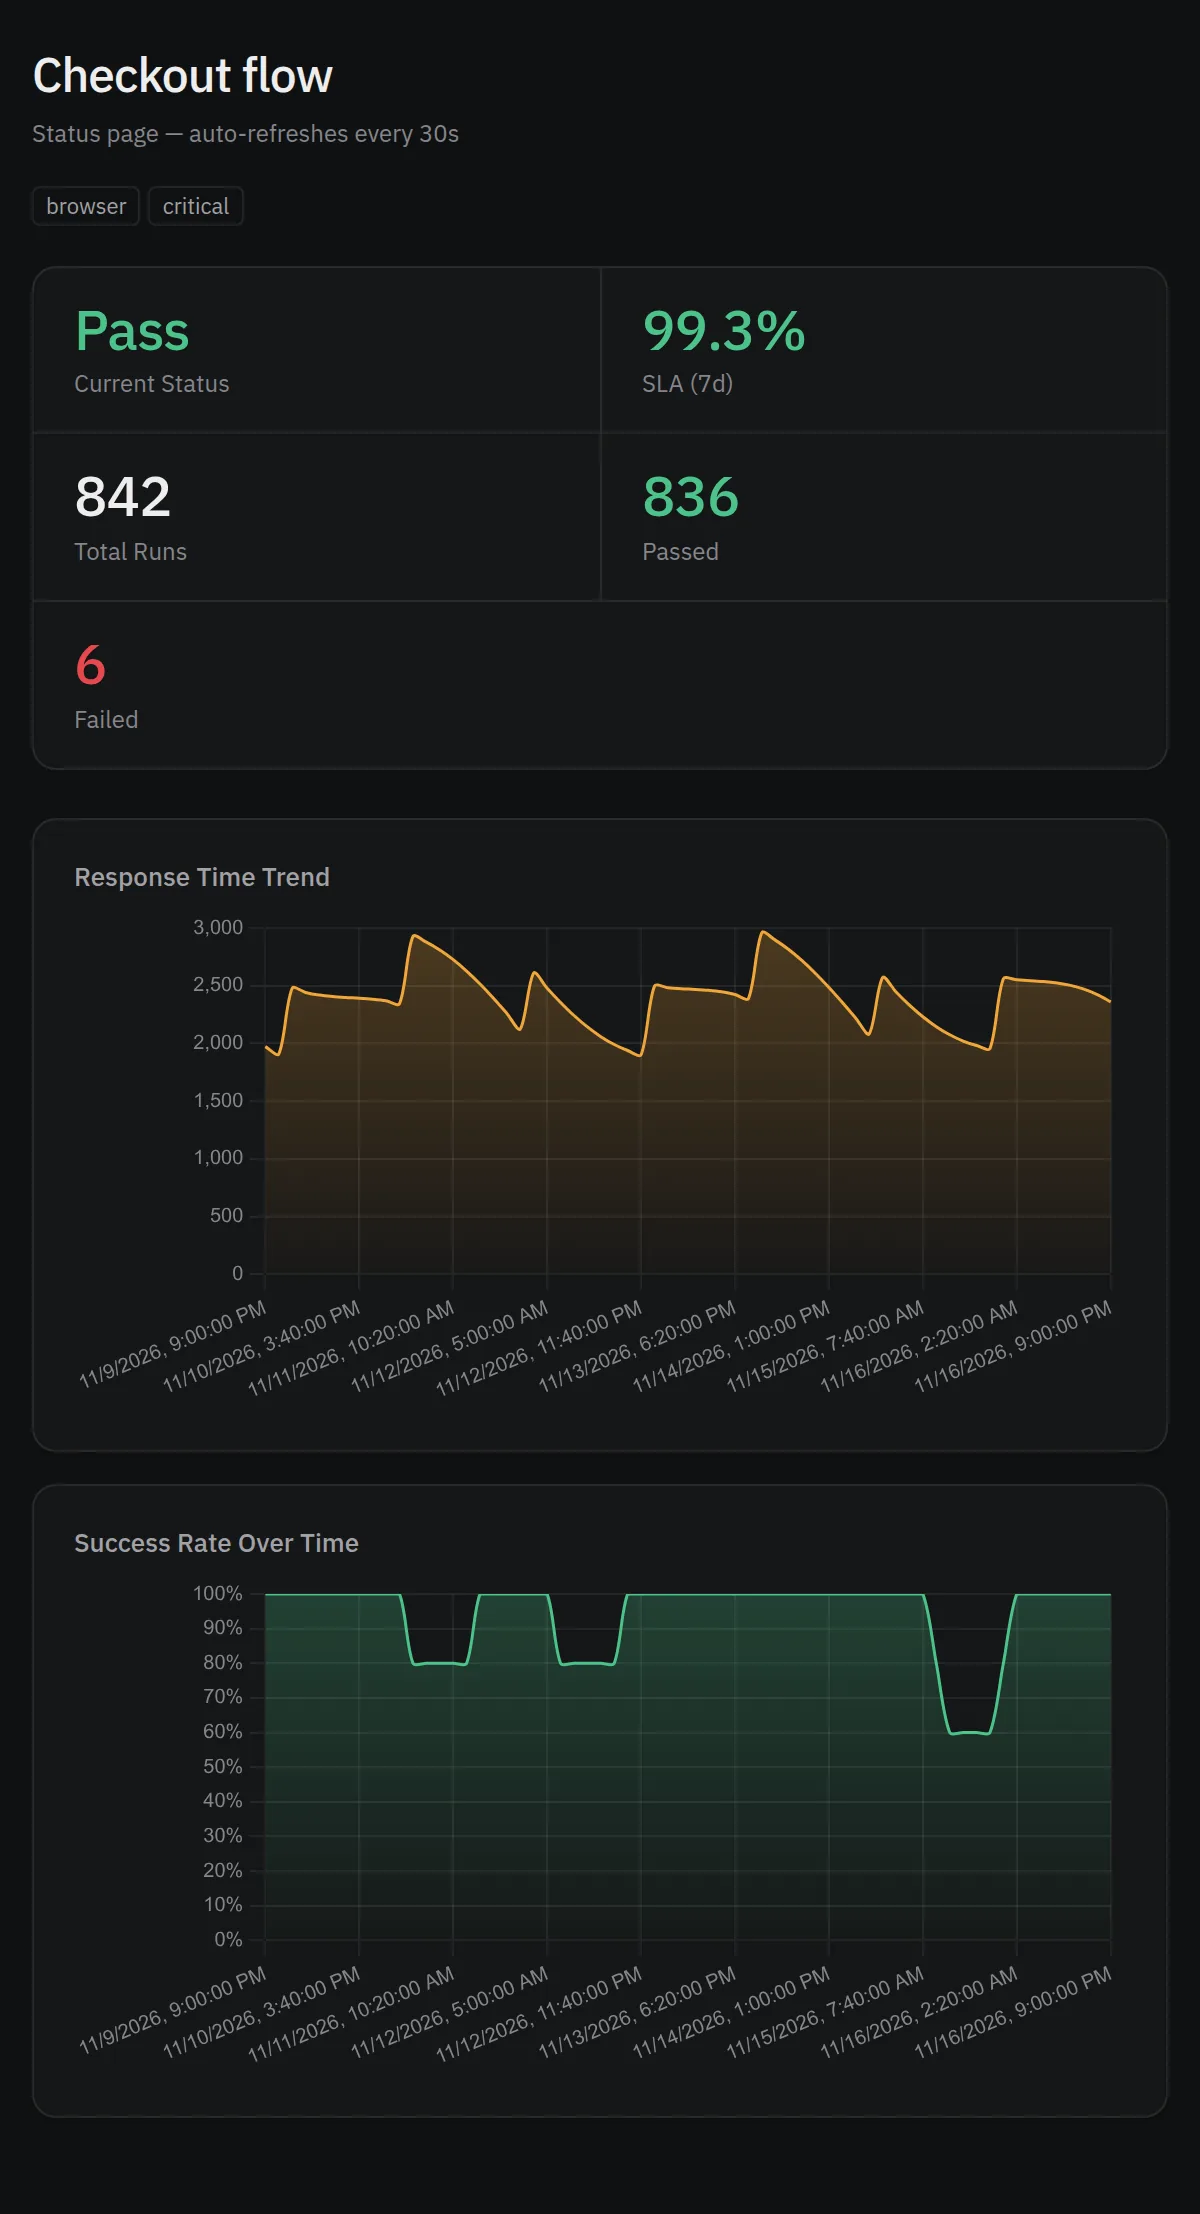 Checkout flow
Status page — auto-refreshes every 30s
browser critical
Pass 99.3%
Current Status SLA (7d)
842 836
Total Runs Passed
6
Failed
Response Time Trend
3,000
2,500
2,000
1,500
1,000
500
0
11/9/2026, 9:00:00 PM
11/10/2026, 3:40:00 PM
11/11/2026, 10:20:00 AM
11/12/2026, 5:00:00 AM
11/12/2026, 11:40:00 PM
11/13/2026, 6:20:00 PM
11/14/2026, 1:00:00 PM
11/15/2026, 7:40:00 AM
11/16/2026, 2:20:00 AM
11/16/2026, 9:00:00 PM
Success Rate Over Time
100%
90%
80%
70%
60%
50%
40%
30%
20%
10%
0%
11/9/2026, 9:00:00 PM
11/10/2026, 3:40:00 PM
11/11/2026, 10:20:00 AM
11/12/2026, 5:00:00 AM
11/12/2026, 11:40:00 PM
11/13/2026, 6:20:00 PM
11/14/2026, 1:00:00 PM
11/15/2026, 7:40:00 AM
11/16/2026, 2:20:00 AM
11/16/2026, 9:00:00 PM